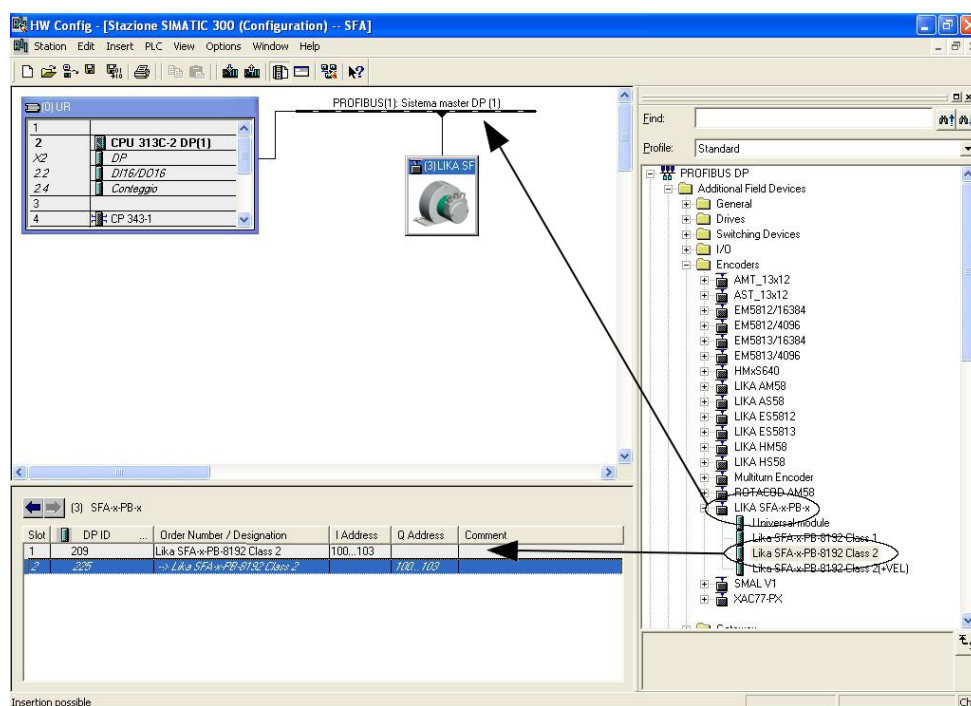 HW Config - [Stazione SIMATIC 300 (Configuration) -- SFA]
Station Edit Insert PLC View Options Window Help
(0) UR
1
2 CPU 313C-2 DP(1)
X2 DP
2.2 DI16/DO16
2.4 Conteggio
3
4 CP 343-1
PROFIBUS(1): Sistema master DP (1)
(3) LIKA SF
Find:
Profile: Standard
PROFIBUS DP
Additional Field Devices
General
Drives
Switching Devices
I/O
Encoders
AMT_13x12
AST_13x12
EM5812/16384
EM5812/4096
EM5813/16384
EM5813/4096
HMxS640
LIKA AM58
LIKA AS58
LIKA ES5812
LIKA ES5813
LIKA HM58
LIKA HS58
Multiturn Encoder
ROTACOD AM58
LIKA SFA-x-PB-x
Universal module
Lika SFA-x-PB-8192 Class 1
Lika SFA-x-PB-8192 Class 2
Lika SFA-x-PB-8192 Class 2(+VEL)
SMAL V1
XAC77-PX
(3) SFA-x-PB-x
Slot DP ID ... Order Number / Designation I Address Q Address Comment
1 209 Lika SFA-x-PB-8192 Class 2 100...103
2 225 --> Lika SFA-x-PB-8192 Class 2 100...103
Insertion possible
Ch